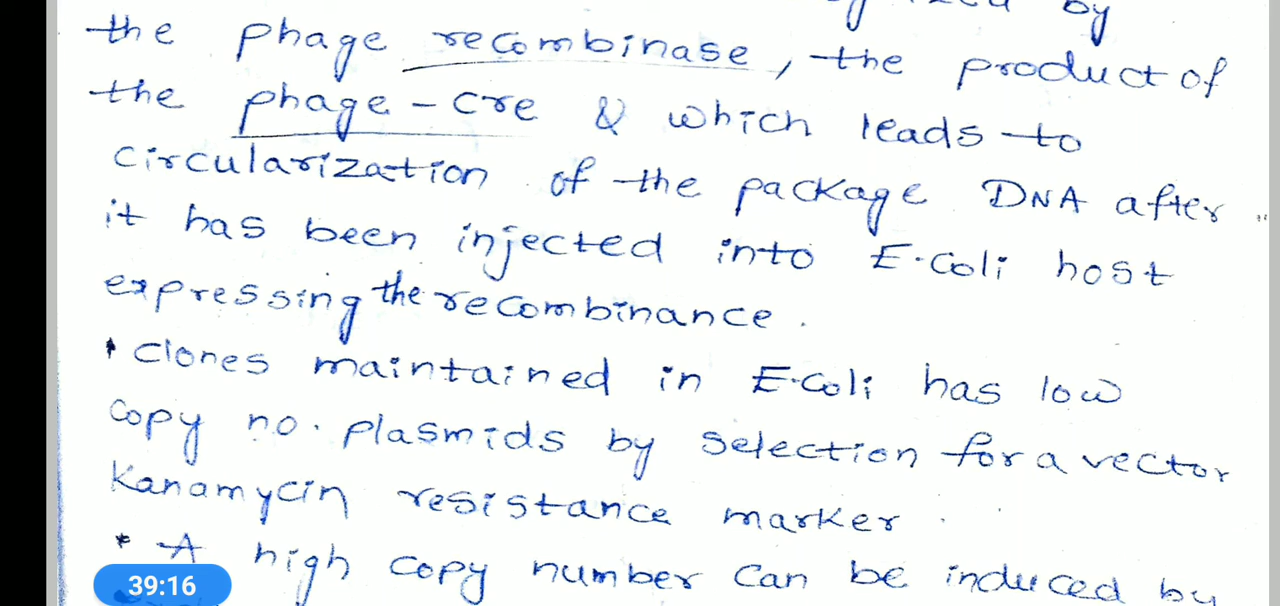 by
the phage recombinase, the product of
the phage - cre & which leads to
circularization of the package DNA after
it has been injected into E.coli host
expressing the recombinance.
* Clones maintained in E.coli has low
copy no. plasmids by selection for a vector
Kanamycin resistance marker.
* A high copy number can be induced by
39:16